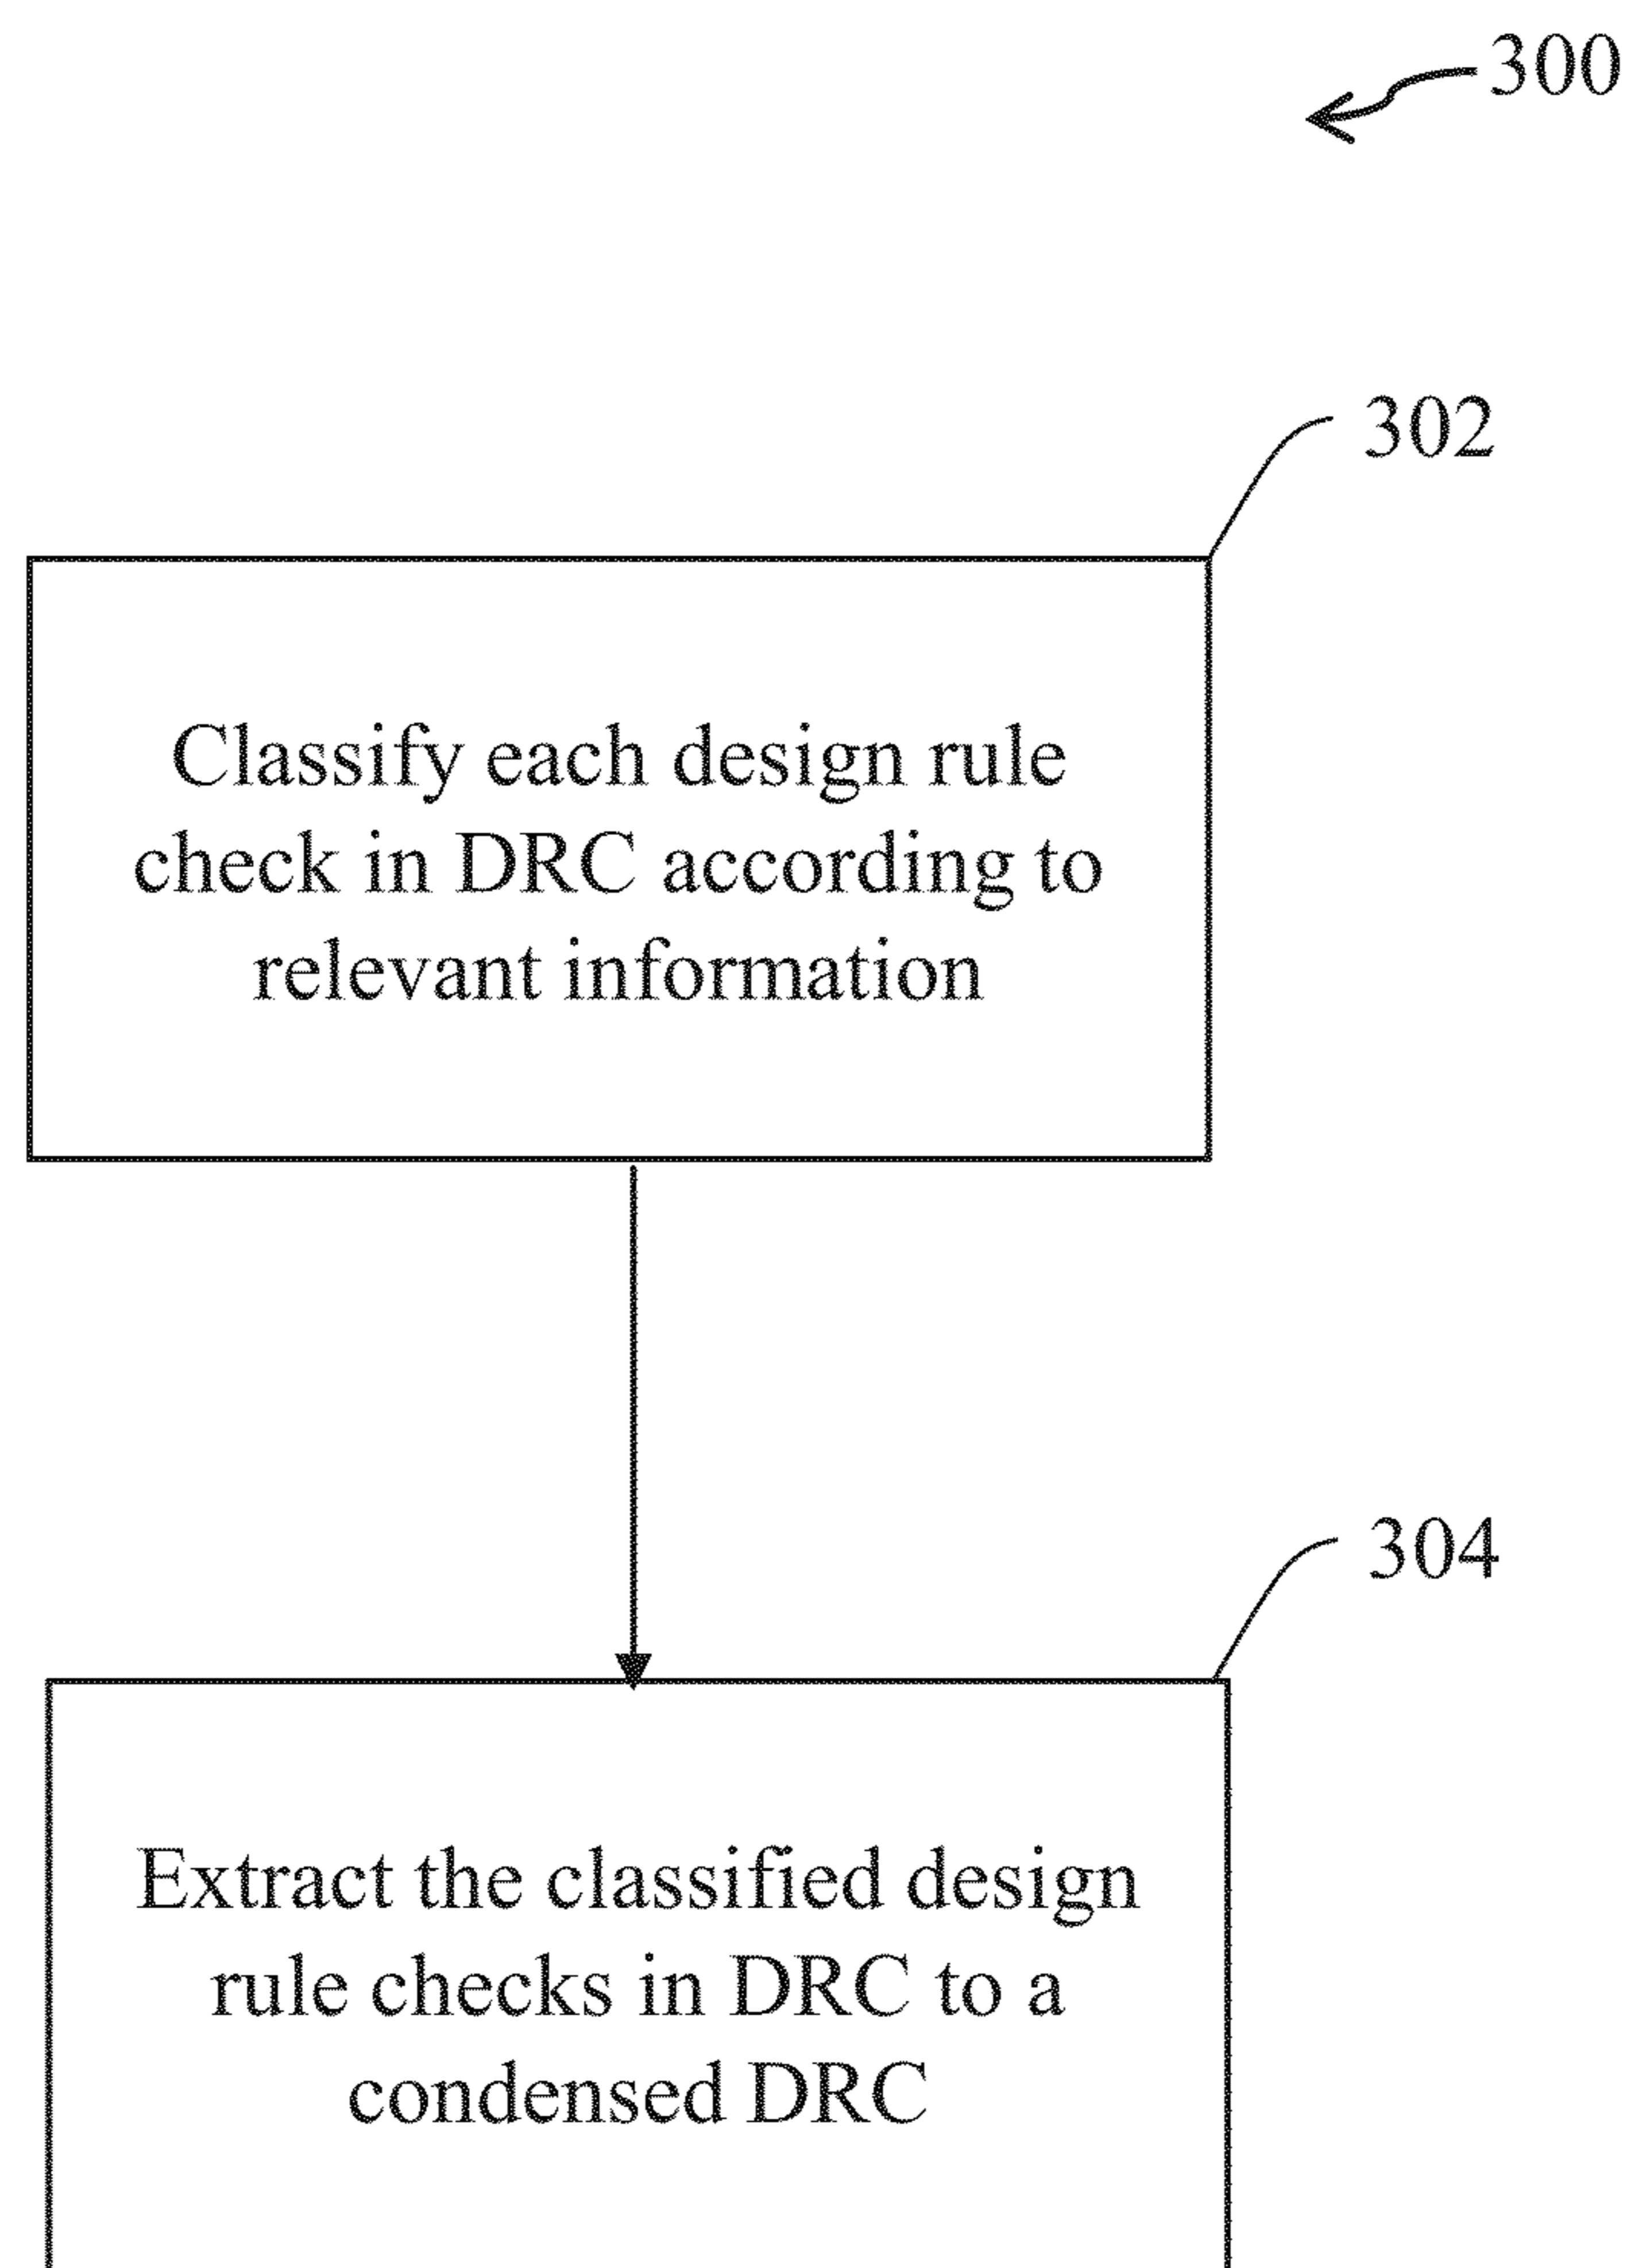 300
302
Classify each design rule
check in DRC according to
relevant information
304
Extract the classified design
rule checks in DRC to a
condensed DRC